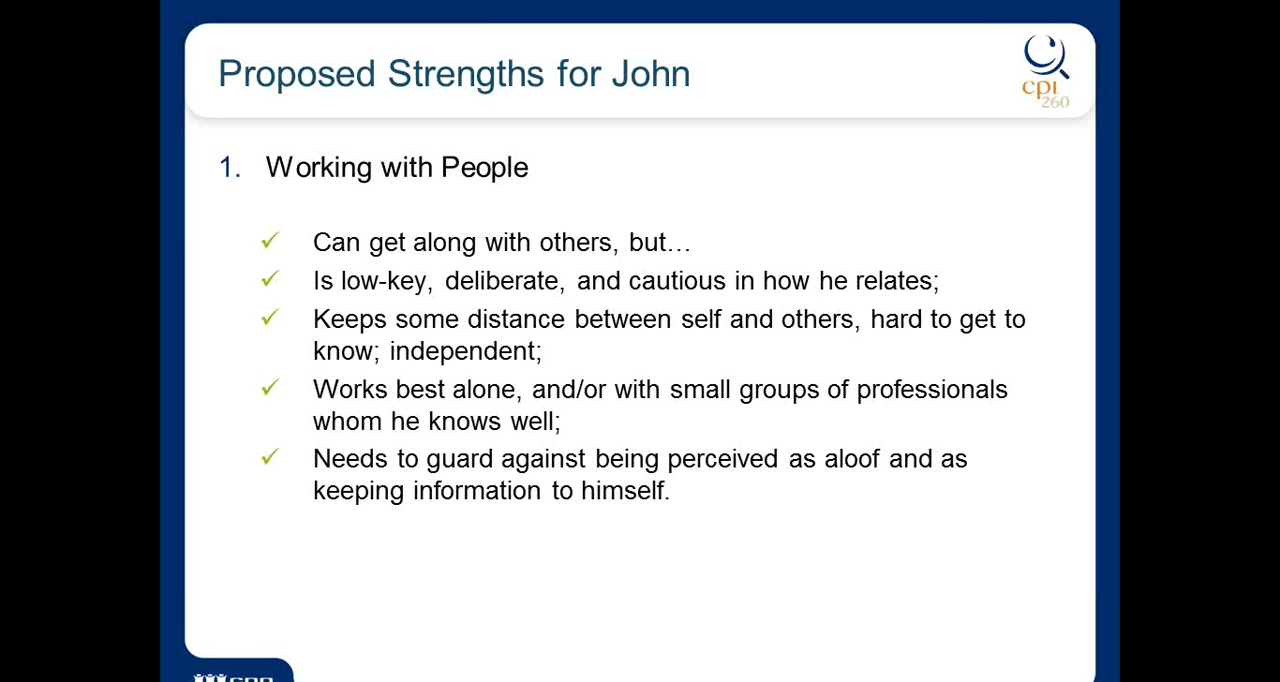 Proposed Strengths for John
cpi
260
1. Working with People
Can get along with others, but…
Is low-key, deliberate, and cautious in how he relates;
Keeps some distance between self and others, hard to get to
know; independent;
Works best alone, and/or with small groups of professionals
whom he knows well;
Needs to guard against being perceived as aloof and as
keeping information to himself.